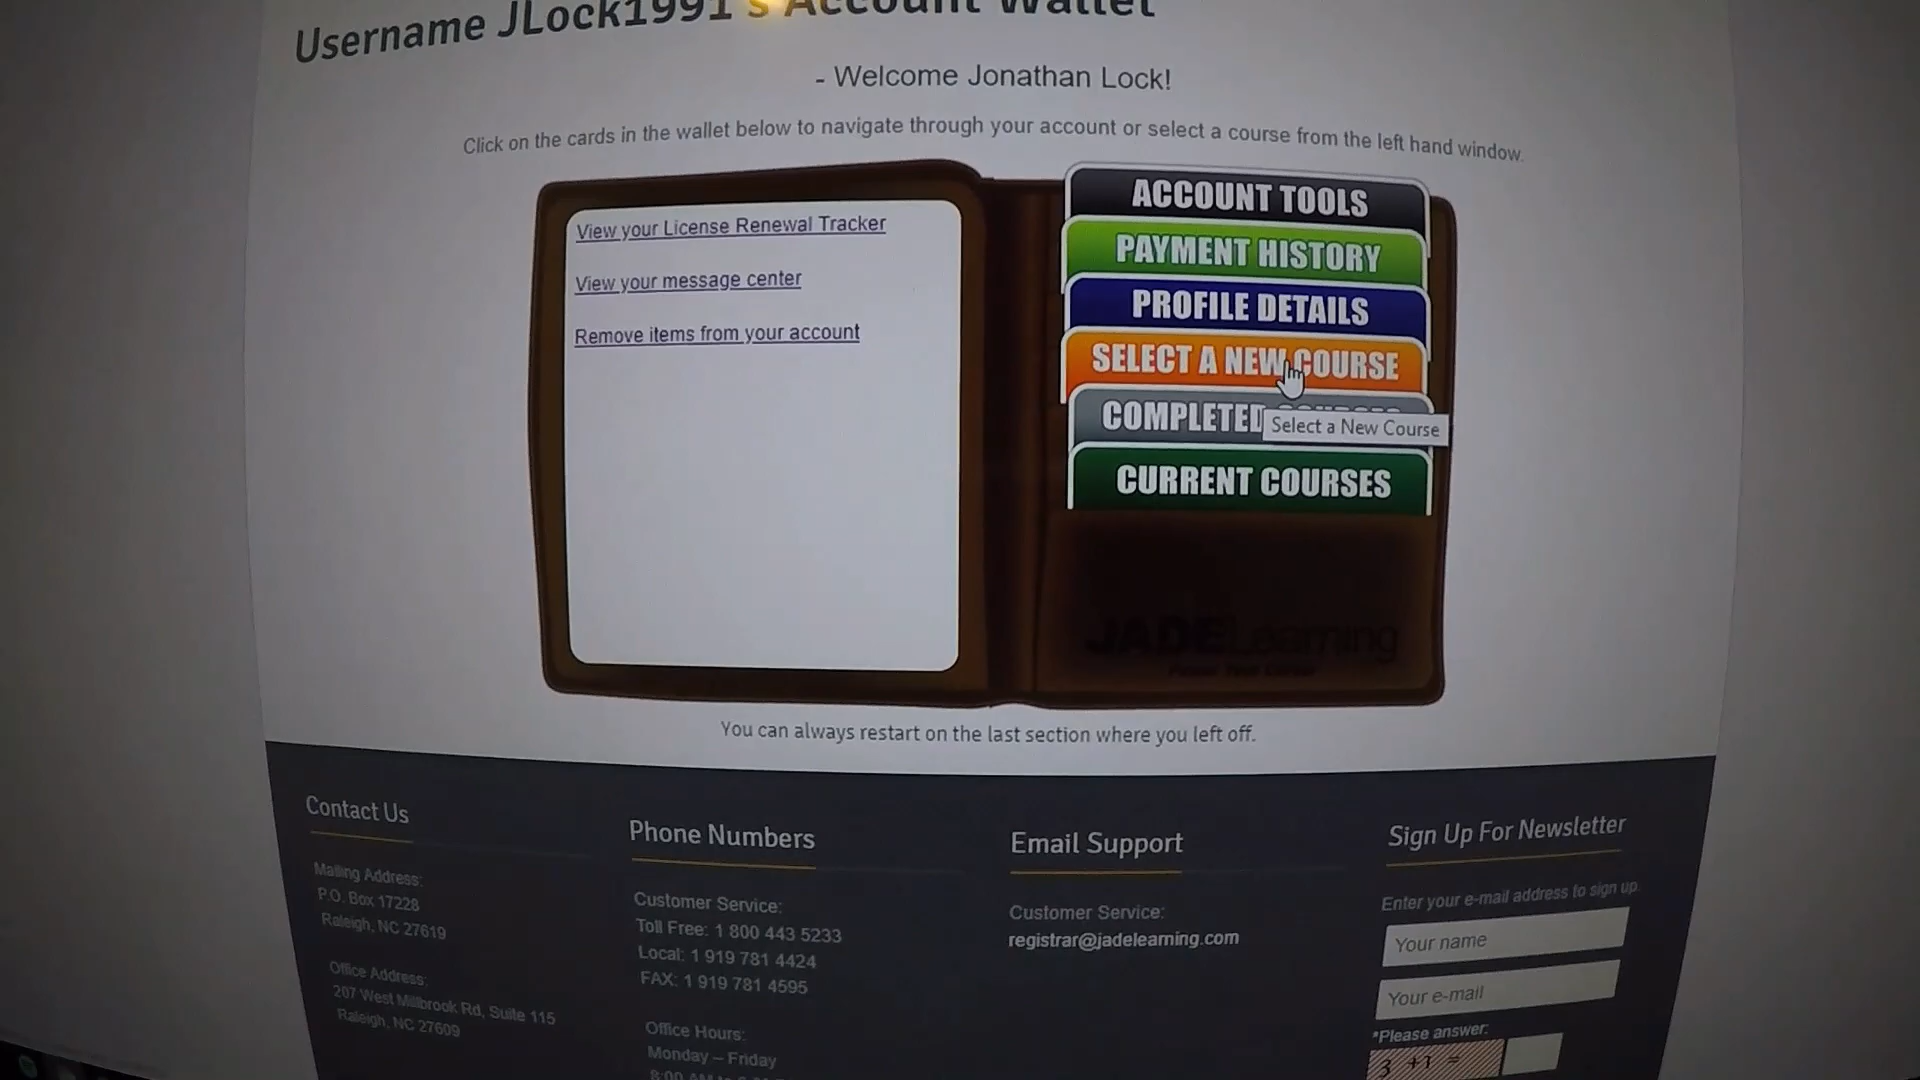 Username JLock1991's Account Wallet
- Welcome Jonathan Lock!
Click on the cards in the wallet below to navigate through your account or select a course from the left hand window.
View your License Renewal Tracker
View your message center
Remove items from your account
ACCOUNT TOOLS
PAYMENT HISTORY
PROFILE DETAILS
SELECT A NEW COURSE
COMPLETED
Select a New Course
CURRENT COURSES
JADELearning
You can always restart on the last section where you left off.
Contact Us
Mailing Address:
P.O. Box 17228
Raleigh, NC 27619
Office Address:
207 West Millbrook Rd, Suite 115
Raleigh, NC 27609
Phone Numbers
Customer Service:
Toll Free: 1 800 443 5233
Local: 1 919 781 4424
FAX: 1 919 781 4595
Office Hours:
Monday – Friday
8:00 AM
Email Support
Customer Service:
registrar@jadelearning.com
Sign Up For Newsletter
Enter your e-mail address to sign up.
Your name
Your e-mail
*Please answer: